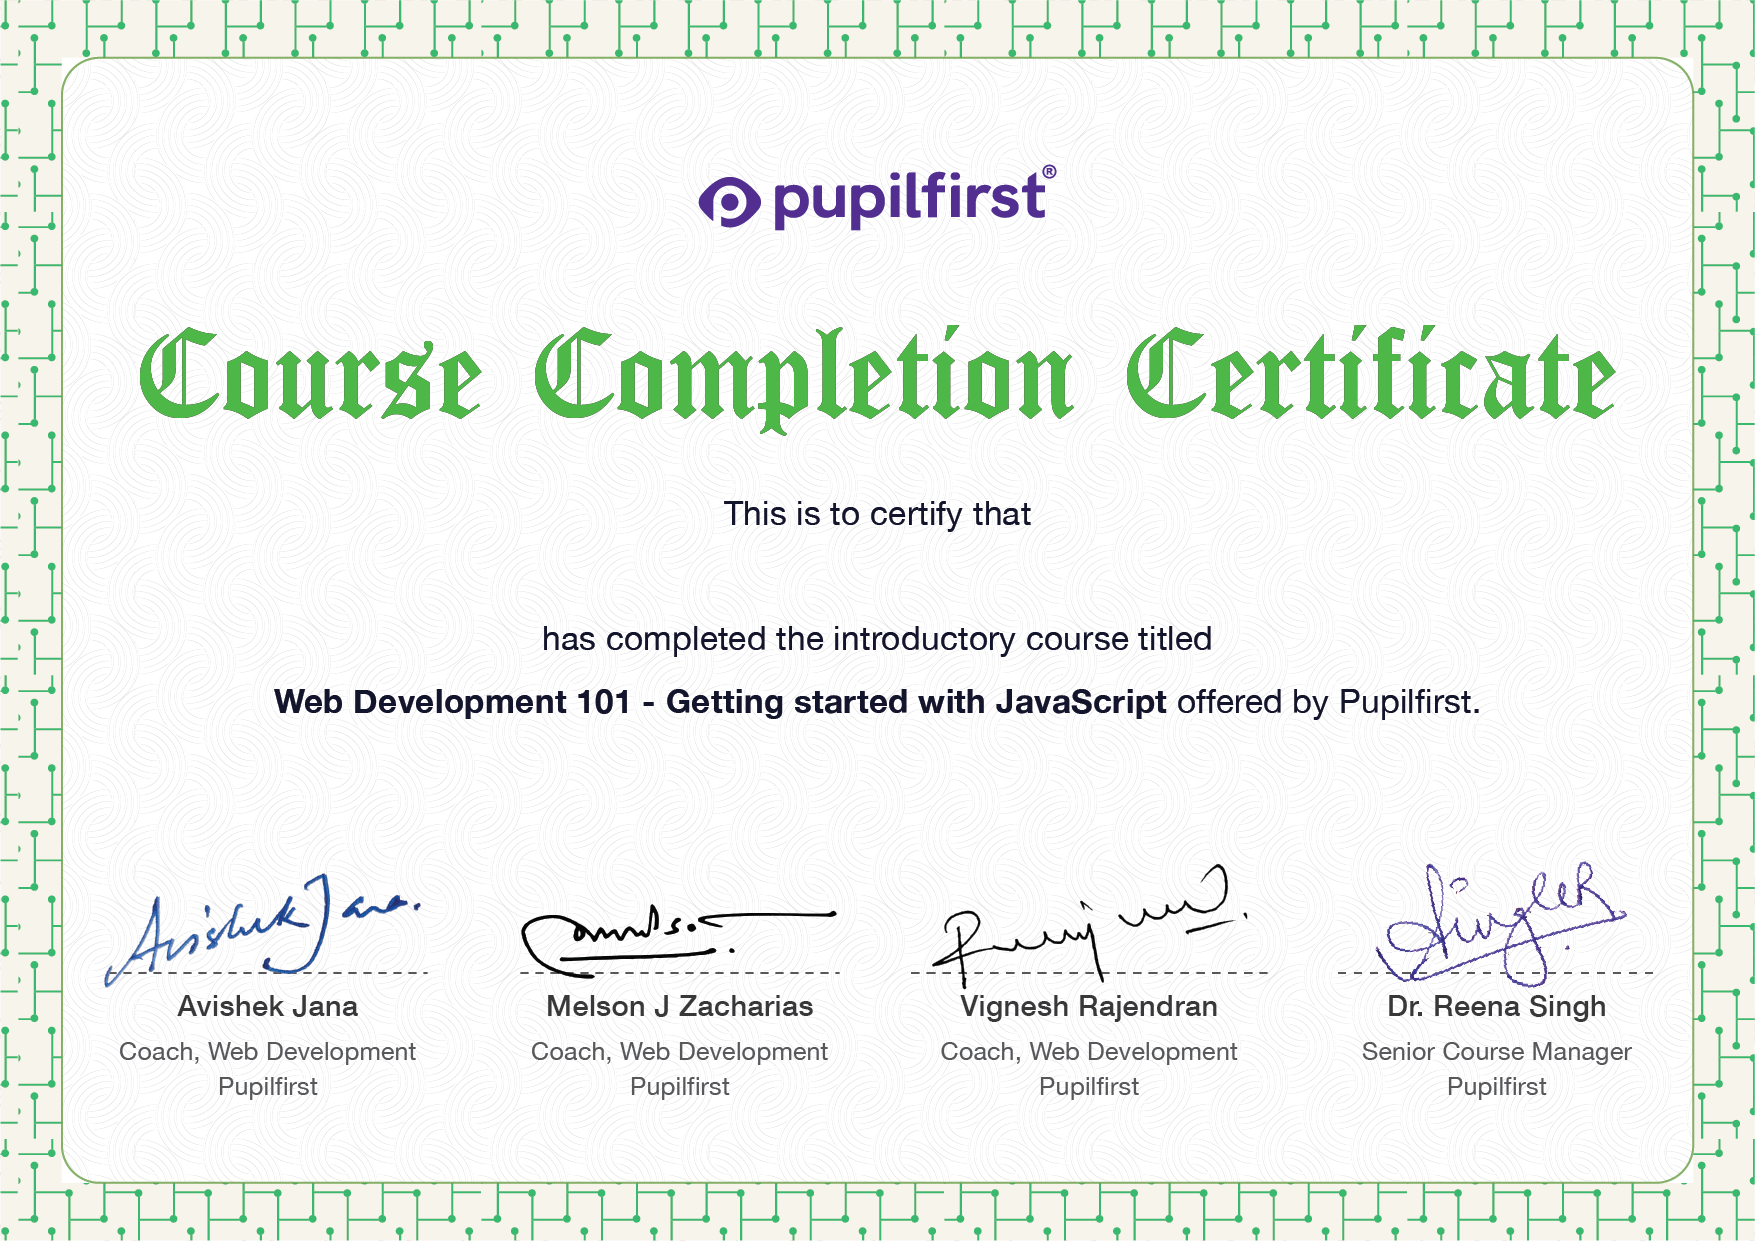 pupilfirst®
Course Completion Certificate
This is to certify that
has completed the introductory course titled
Web Development 101 - Getting started with JavaScript offered by Pupilfirst.
Avishek Jana.
Avishek Jana
Coach, Web Development
Pupilfirst
Melson J Zacharias
Coach, Web Development
Pupilfirst
Vignesh Rajendran
Coach, Web Development
Pupilfirst
Dr. Reena Singh
Senior Course Manager
Pupilfirst